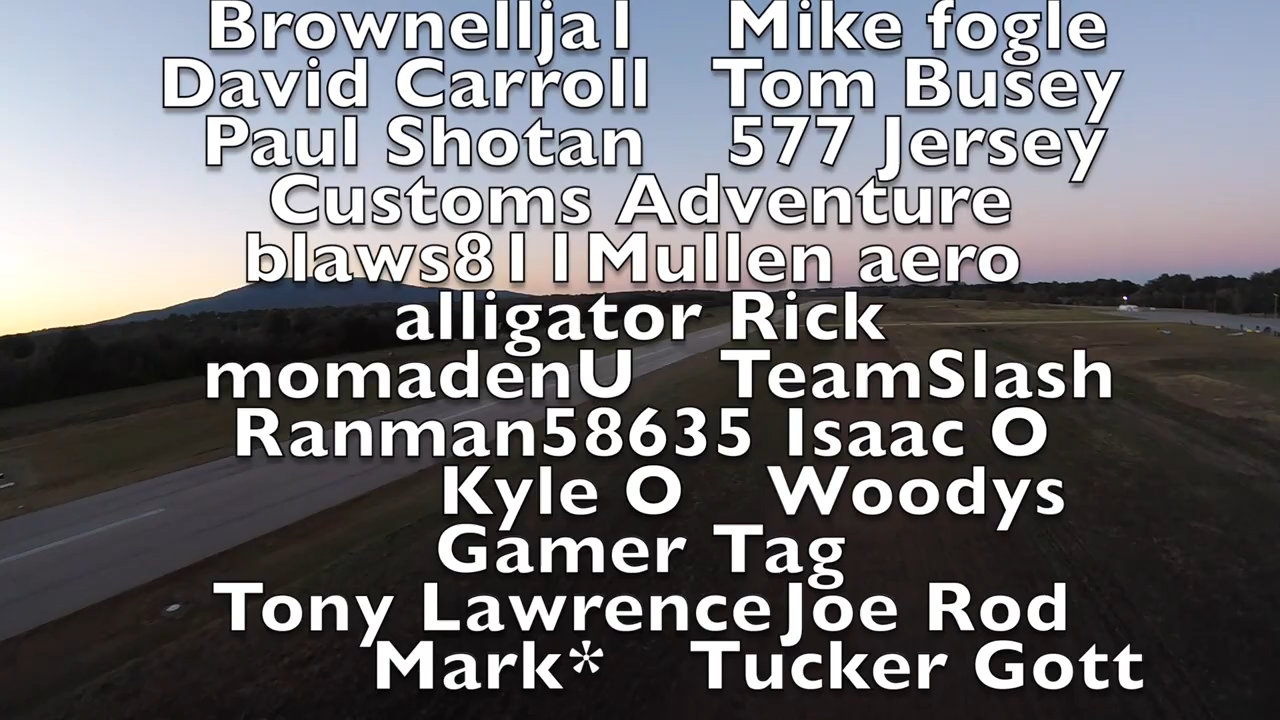 Brownellja1 Mike fogle
David Carroll Tom Busey
Paul Shotan 577 Jersey
Customs Adventure
blaws811Mullen aero
alligator Rick
momadenU TeamSlash
Ranman58635 Isaac O
Kyle O Woodys
Gamer Tag
Tony LawrenceJoe Rod
Mark* Tucker Gott